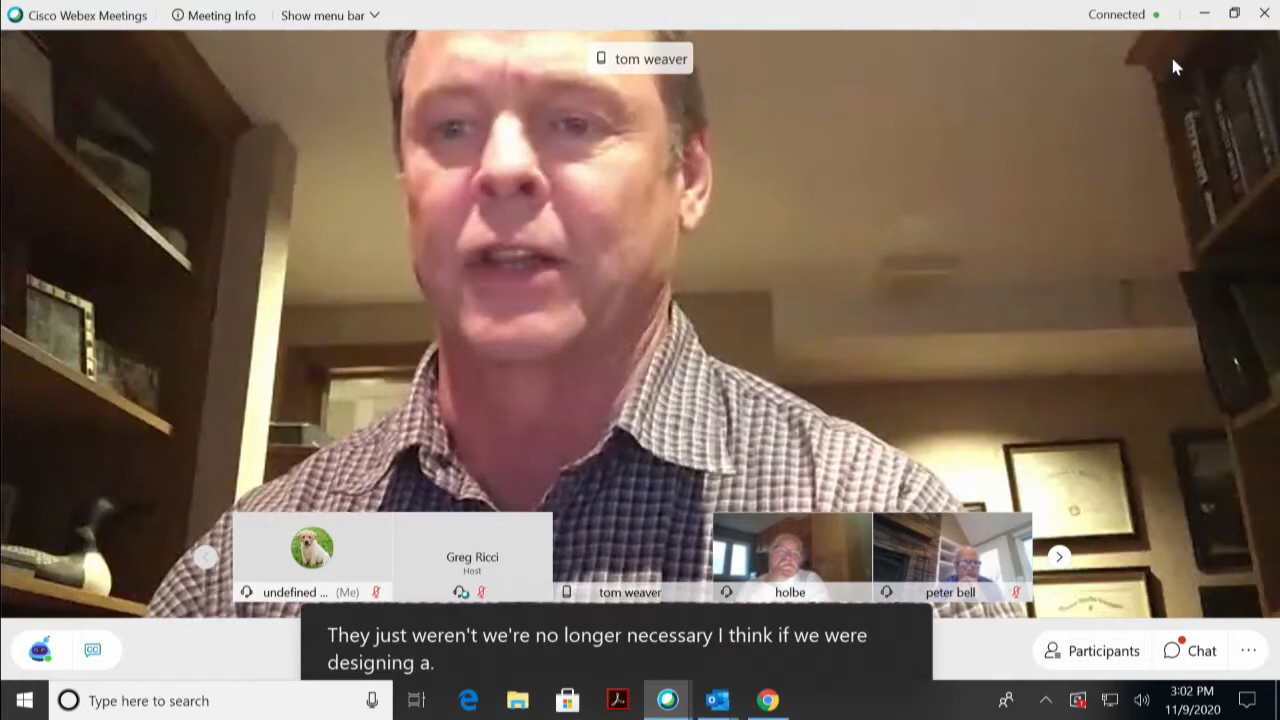 Cisco Webex Meetings
Meeting Info
Show menu bar
Connected
tom weaver
Greg Ricci
Host
undefined ... (Me)
tom weaver
holbe
peter bell
They just weren't we're no longer necessary I think if we were
designing a.
CC
Participants
Chat
...
Type here to search
3:02 PM
11/9/2020